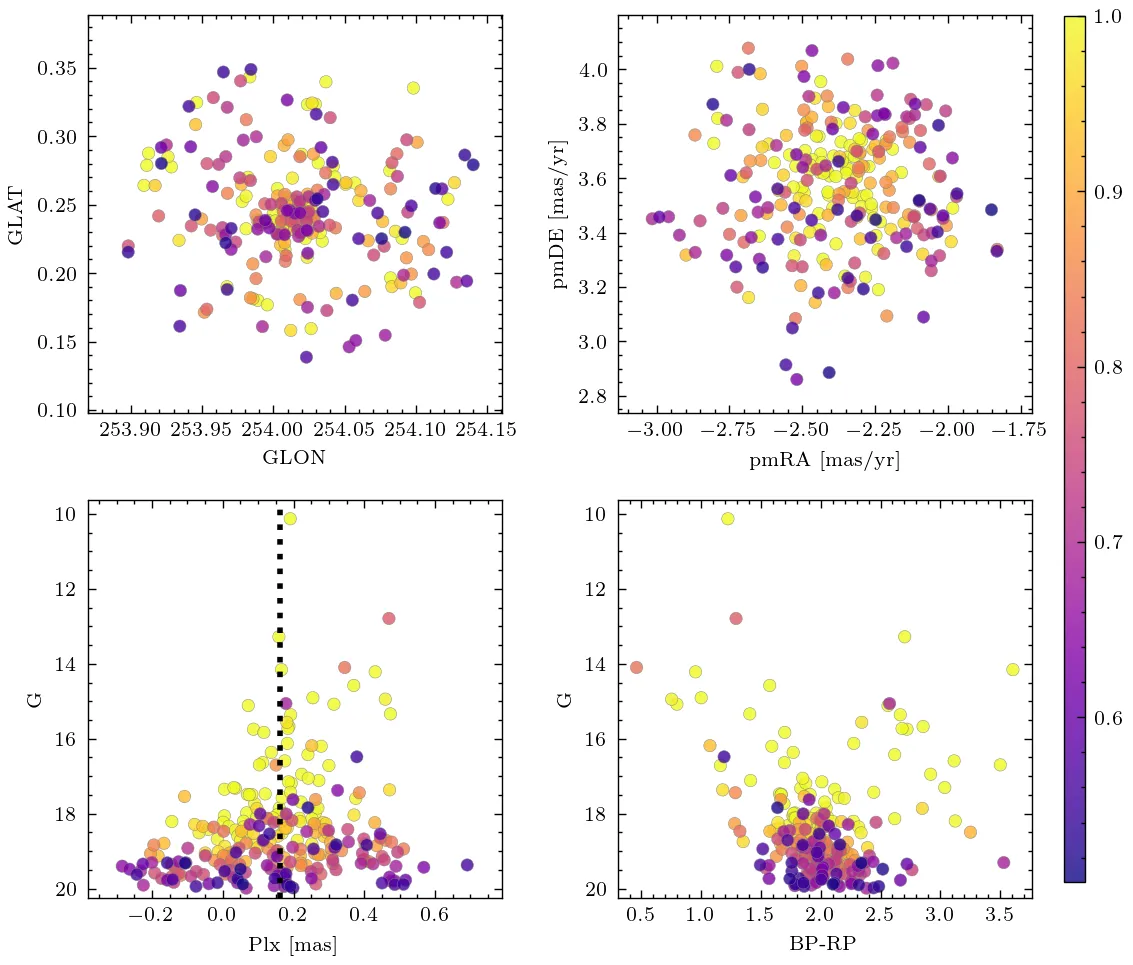 0.35
0.30
0.25
0.20
0.15
0.10
GLAT
253.90 253.95 254.00 254.05 254.10 254.15
GLON
4.0
3.8
3.6
3.4
3.2
3.0
2.8
pmDE [mas/yr]
−3.00 −2.75 −2.50 −2.25 −2.00 −1.75
pmRA [mas/yr]
10
12
14
16
18
20
G
−0.2 0.0 0.2 0.4 0.6
Plx [mas]
10
12
14
16
18
20
G
0.5 1.0 1.5 2.0 2.5 3.0 3.5
BP-RP
1.0
0.9
0.8
0.7
0.6